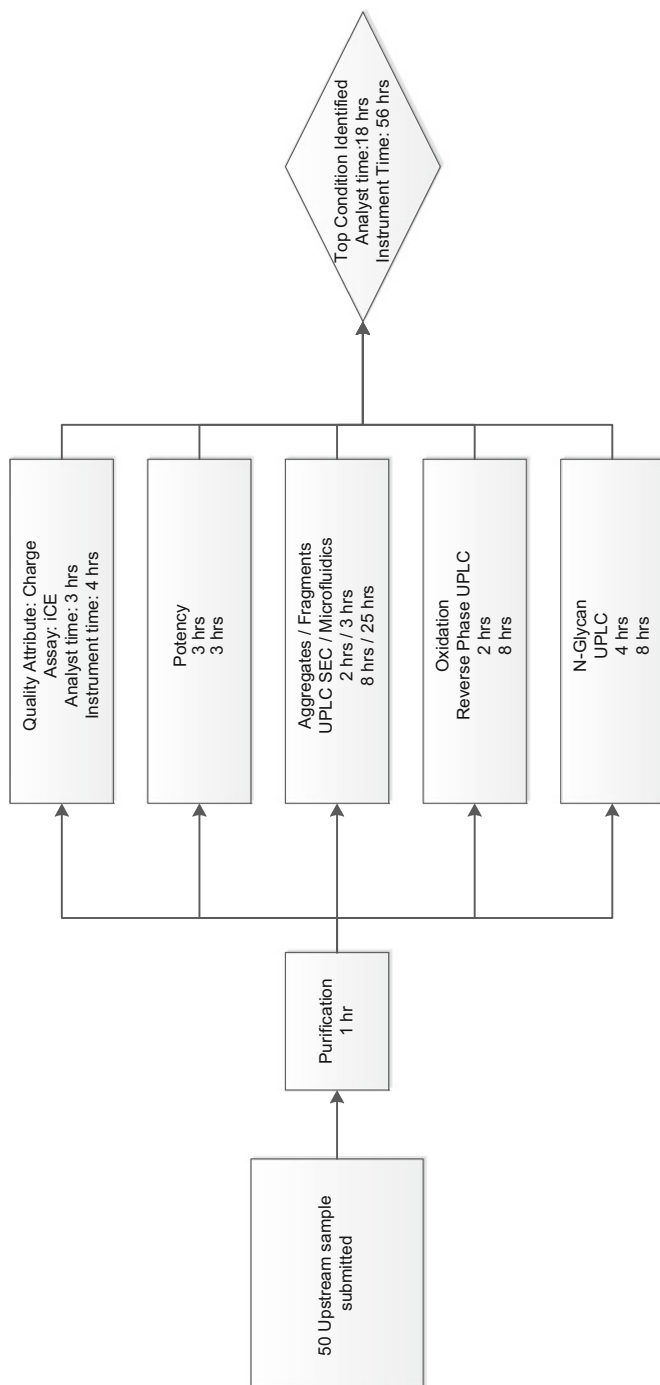 50 Upstream sample
submitted
Purification
1 hr
Quality Attribute: Charge
Assay: iCE
Analyst time: 3 hrs
Instrument time: 4 hrs
Potency
3 hrs
3 hrs
Aggregates / Fragments
UPLC SEC / Microfluidics
2 hrs / 3 hrs
8 hrs / 25 hrs
Oxidation
Reverse Phase UPLC
2 hrs
8 hrs
N-Glycan
UPLC
4 hrs
8 hrs
Top Condition Identified
Analyst time:18 hrs
Instrument Time: 56 hrs